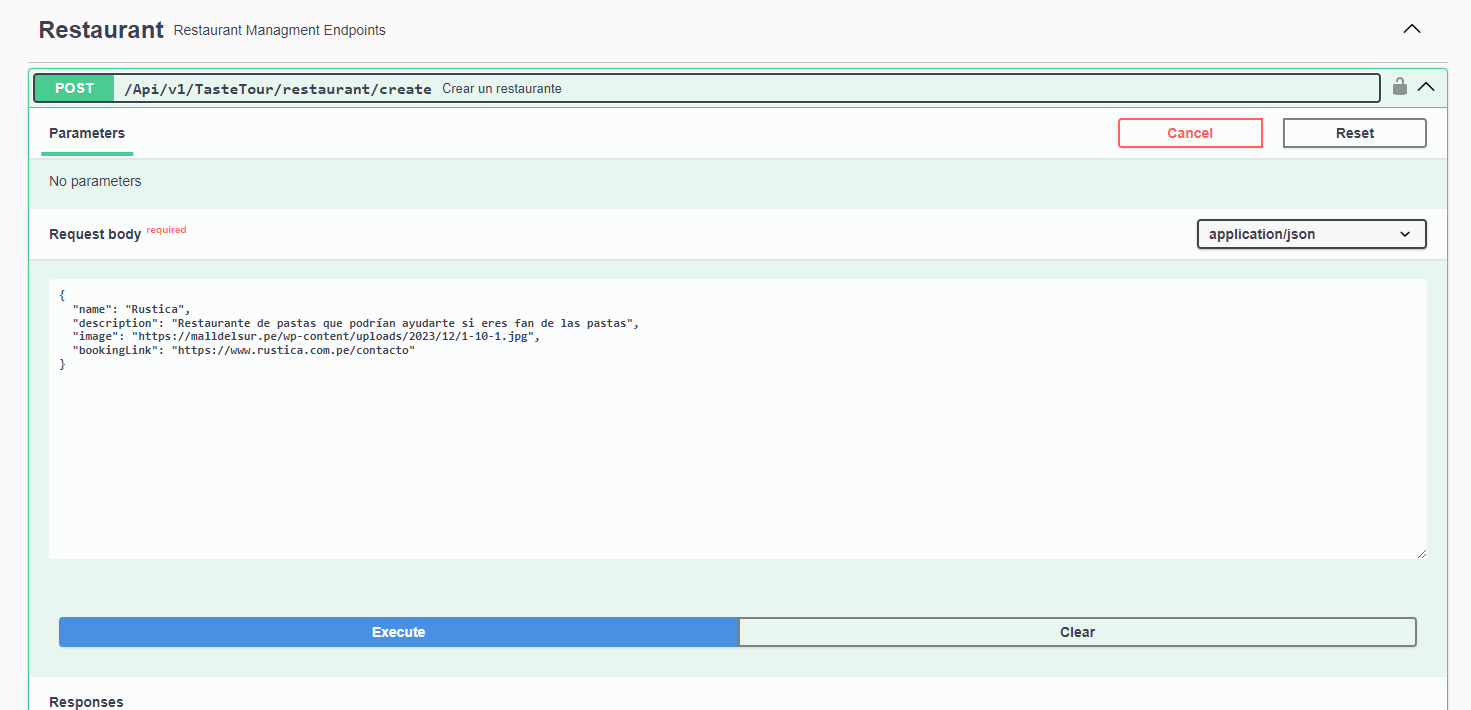 Restaurant Restaurant Managment Endpoints
POST /Api/v1/TasteTour/restaurant/create Crear un restaurante
Parameters Cancel Reset
No parameters
Request body required application/json
{
"name": "Rustica",
"description": "Restaurante de pastas que podrían ayudarte si eres fan de las pastas",
"image": "https://malldelsur.pe/wp-content/uploads/2023/12/1-10-1.jpg",
"bookingLink": "https://www.rustica.com.pe/contacto"
}
Execute Clear
Responses